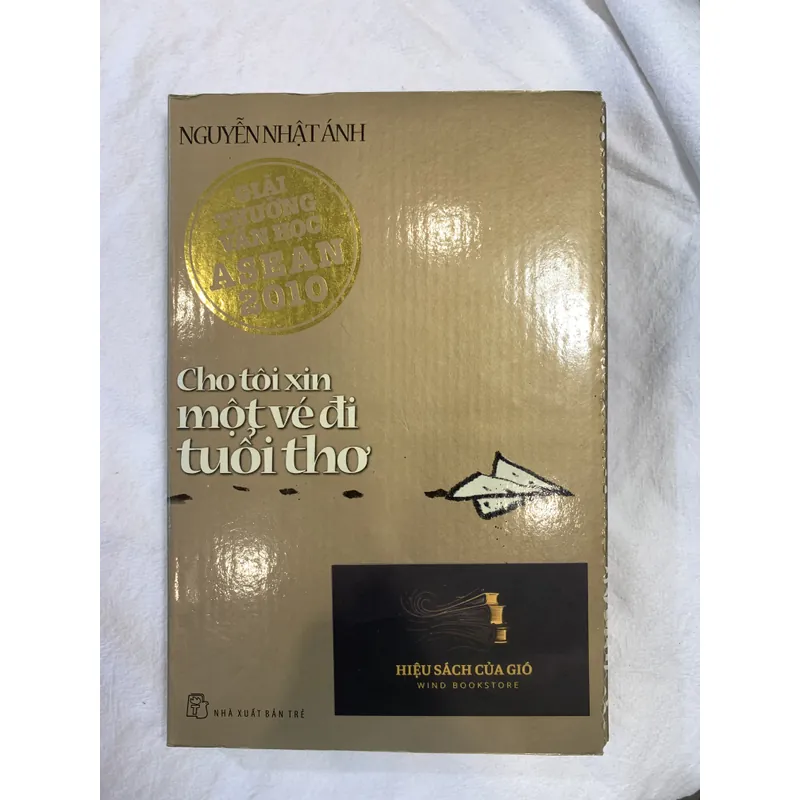 NGUYỄN NHẬT ÁNH
GIẢI
THƯỞNG
VĂN HỌC
ASEAN
2010
Cho tôi xin
một vé đi
tuổi thơ
HIỆU SÁCH CỦA GIÓ
WIND BOOKSTORE
NHÀ XUẤT BẢN TRẺ